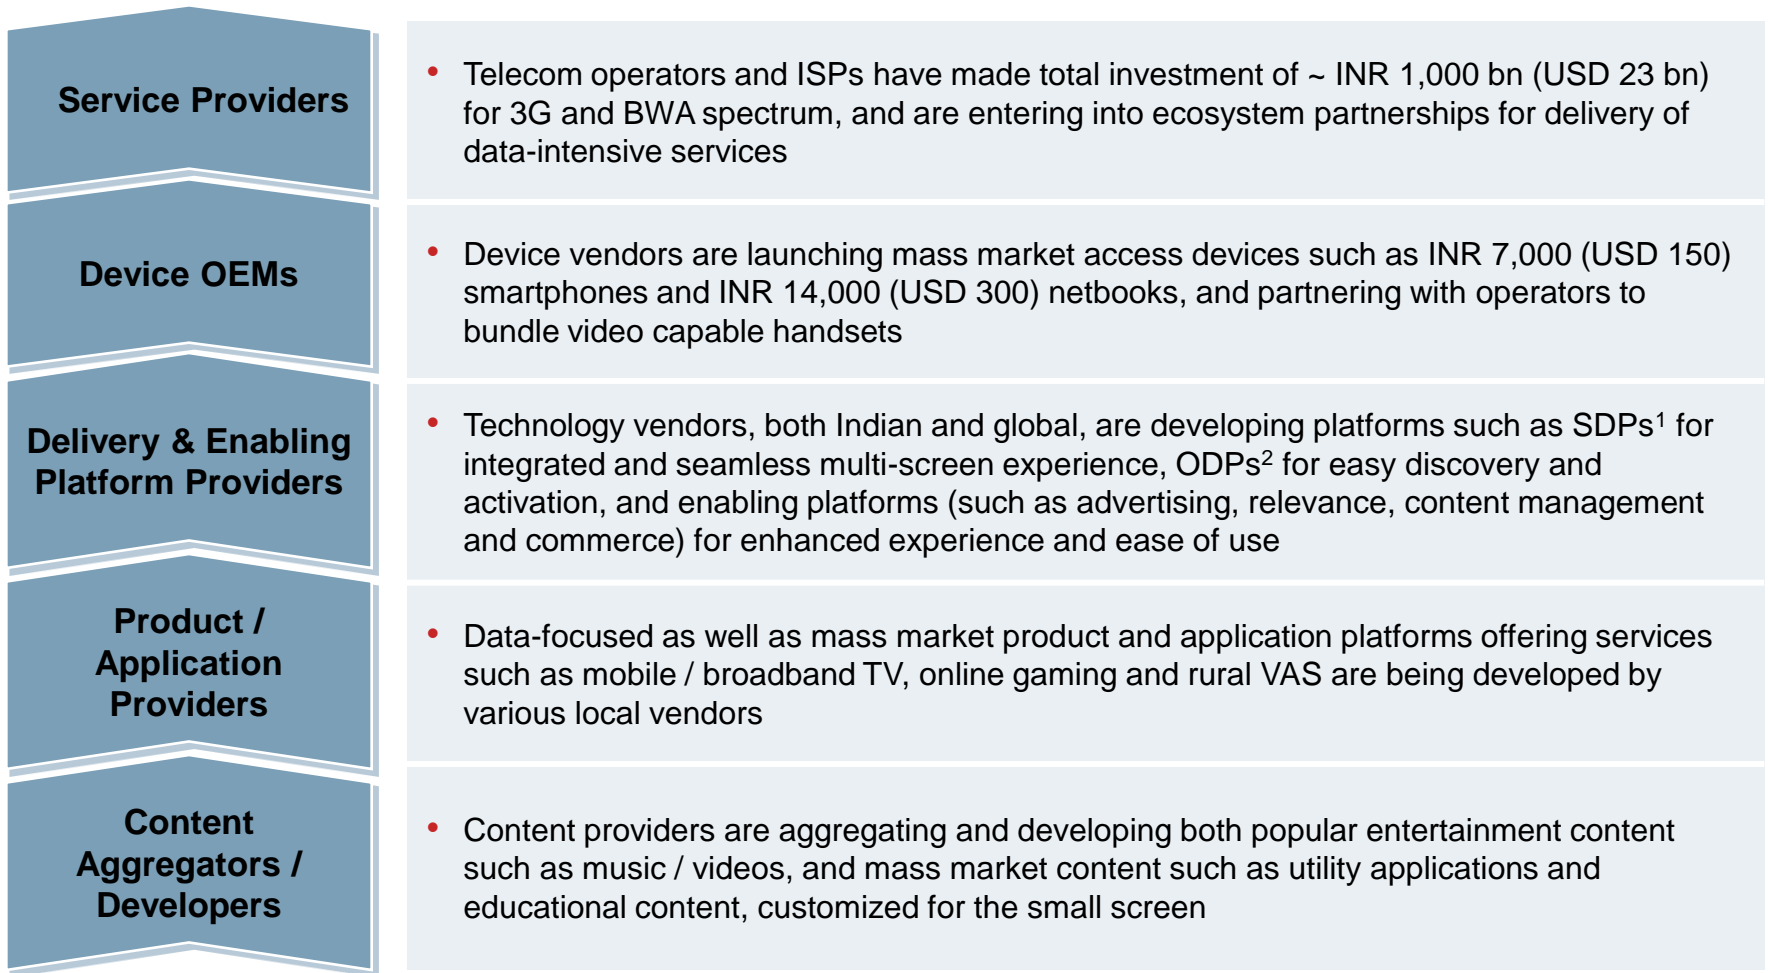 Service Providers
• Telecom operators and ISPs have made total investment of ~ INR 1,000 bn (USD 23 bn)
for 3G and BWA spectrum, and are entering into ecosystem partnerships for delivery of
data-intensive services
Device OEMs
• Device vendors are launching mass market access devices such as INR 7,000 (USD 150)
smartphones and INR 14,000 (USD 300) netbooks, and partnering with operators to
bundle video capable handsets
Delivery & Enabling
Platform Providers
• Technology vendors, both Indian and global, are developing platforms such as SDPs¹ for
integrated and seamless multi-screen experience, ODPs² for easy discovery and
activation, and enabling platforms (such as advertising, relevance, content management
and commerce) for enhanced experience and ease of use
Product /
Application
Providers
• Data-focused as well as mass market product and application platforms offering services
such as mobile / broadband TV, online gaming and rural VAS are being developed by
various local vendors
Content
Aggregators /
Developers
• Content providers are aggregating and developing both popular entertainment content
such as music / videos, and mass market content such as utility applications and
educational content, customized for the small screen